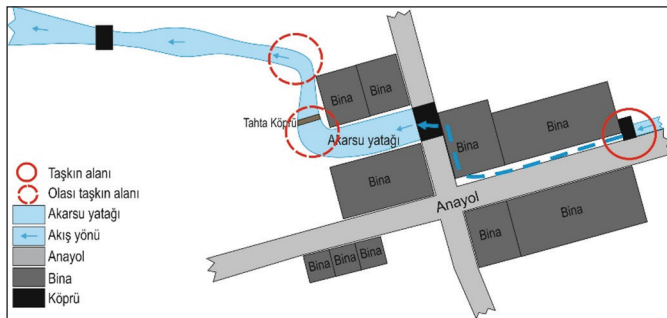 Bina
Bina
Tahta Köprü
Akarsu yatağı
Bina
Bina
Bina
Anayol
Bina
Bina
Bina
Bina
Bina
Bina
Taşkın alanı
Olası taşkın alanı
Akarsu yatağı
Akış yönü
Anayol
Bina
Köprü